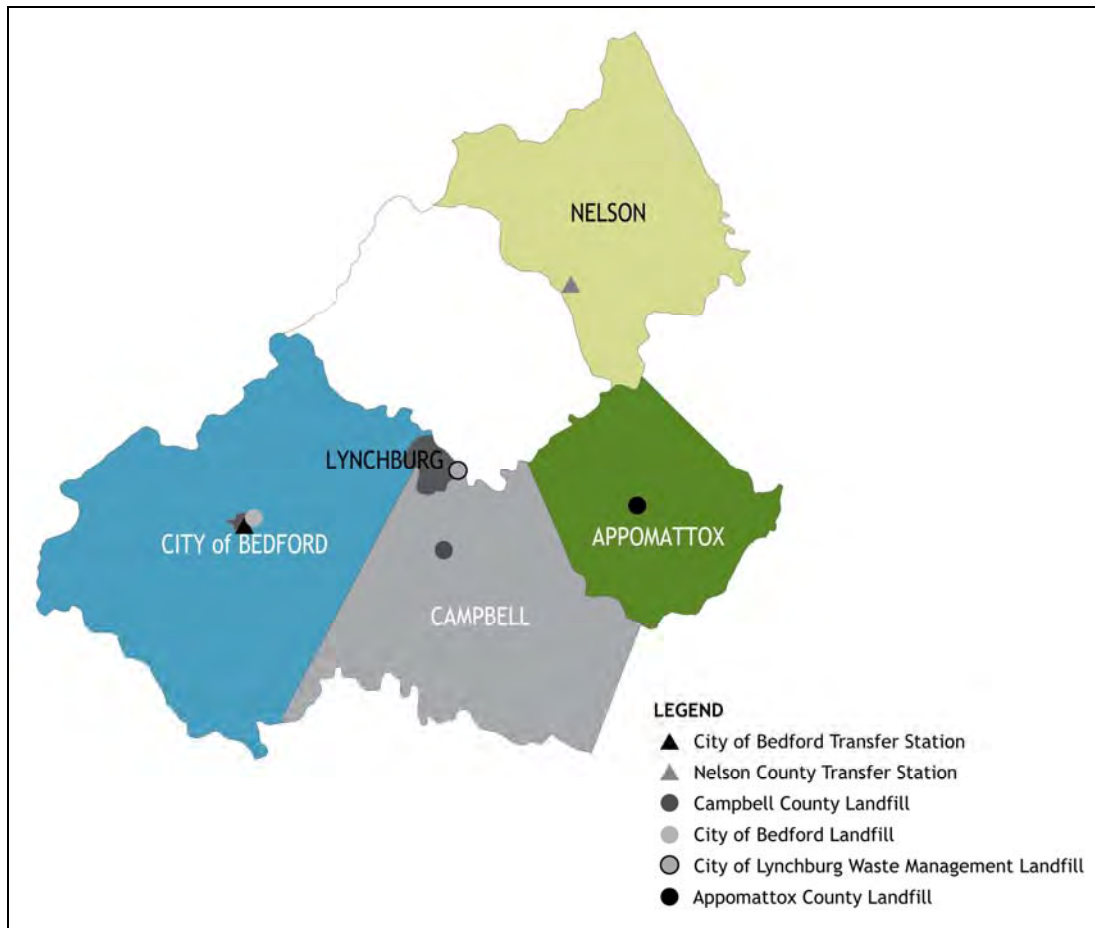 NELSON
LYNCHBURG
CITY of BEDFORD
APPOMATTOX
CAMPBELL
LEGEND
City of Bedford Transfer Station
Nelson County Transfer Station
Campbell County Landfill
City of Bedford Landfill
City of Lynchburg Waste Management Landfill
Appomattox County Landfill